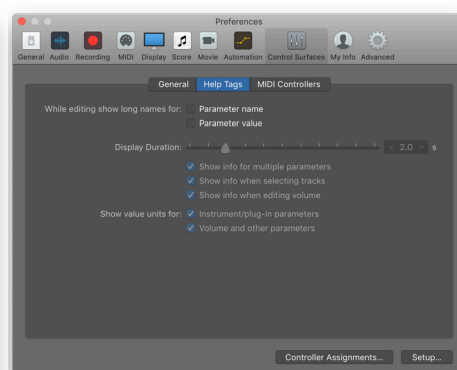 Preferences
General Audio Recording MIDI Display Score Movie Automation Control Surfaces My Info Advanced
General Help Tags MIDI Controllers
While editing show long names for: Parameter name
Parameter value
Display Duration: 2.0 s
Show info for multiple parameters
Show info when selecting tracks
Show info when editing volume
Show value units for: Instrument/plug-in parameters
Volume and other parameters
Controller Assignments... Setup...